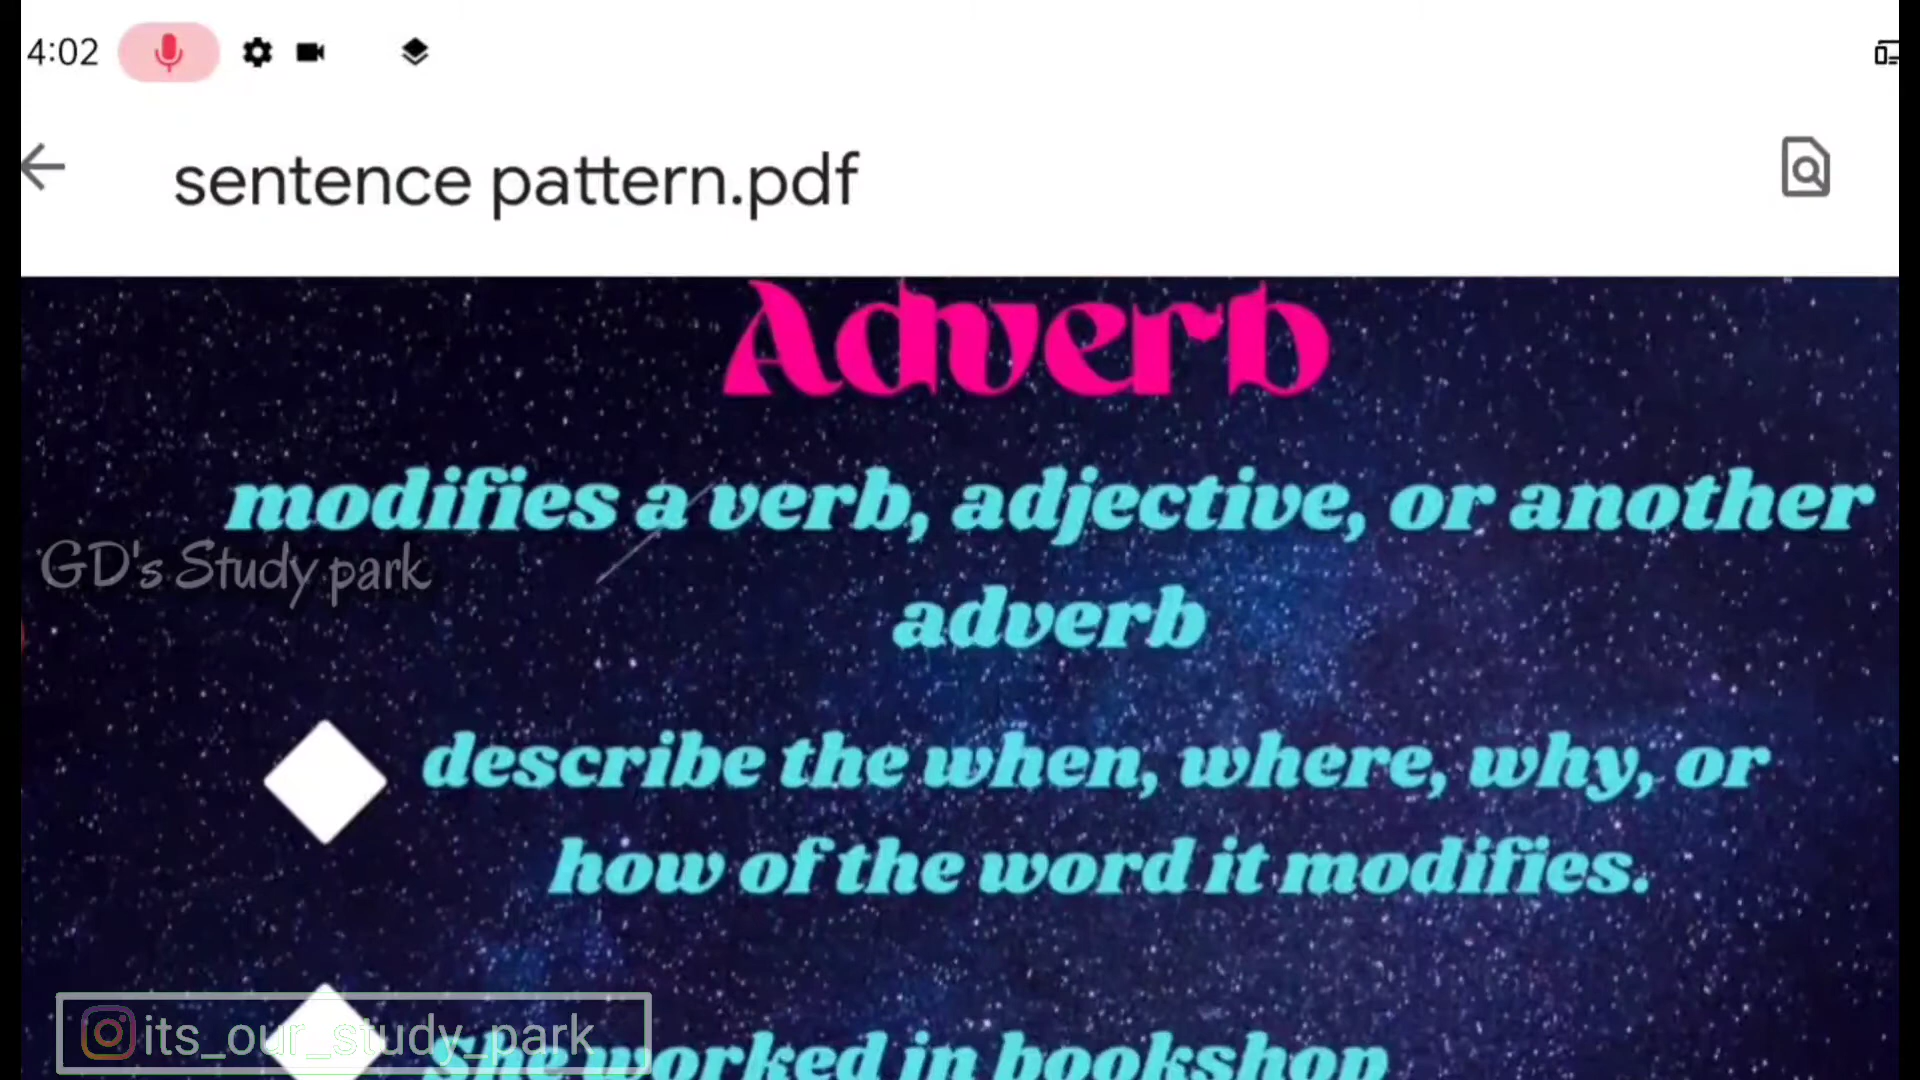 4:02
sentence pattern.pdf
Adverb
modifies a verb, adjective, or another
adverb
GD's Study park
describe the when, where, why, or
how of the word it modifies.
its_our_study_park
She worked in bookshop